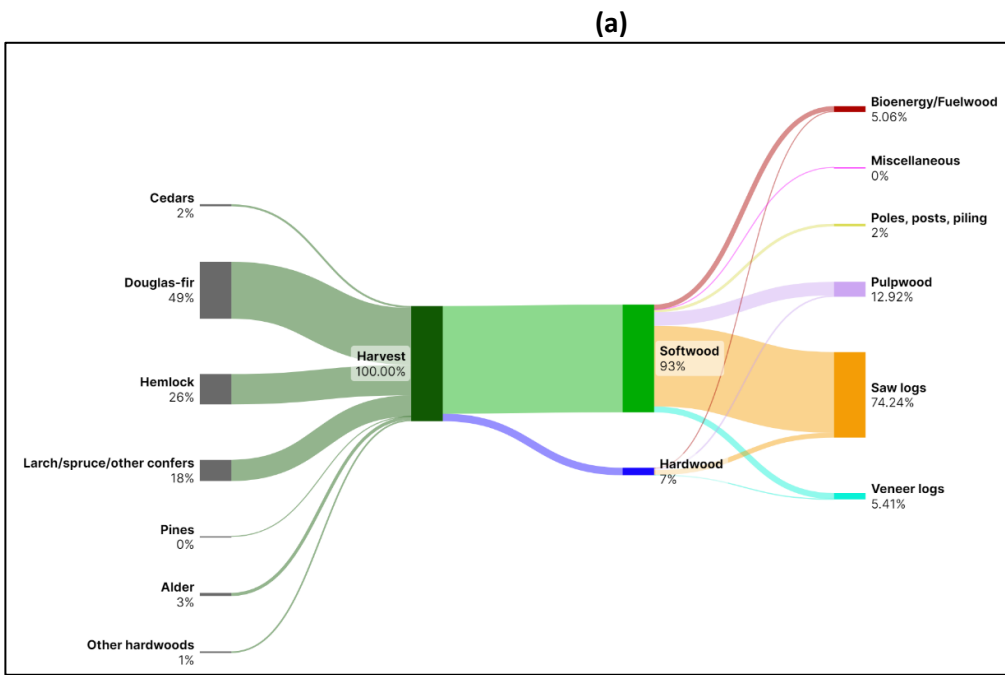 (a)
Cedars
2%
Douglas-fir
49%
Hemlock
26%
Larch/spruce/other confers
18%
Pines
0%
Alder
3%
Other hardwoods
1%
Harvest
100.00%
Softwood
93%
Hardwood
7%
Bioenergy/Fuelwood
5.06%
Miscellaneous
0%
Poles, posts, piling
2%
Pulpwood
12.92%
Saw logs
74.24%
Veneer logs
5.41%